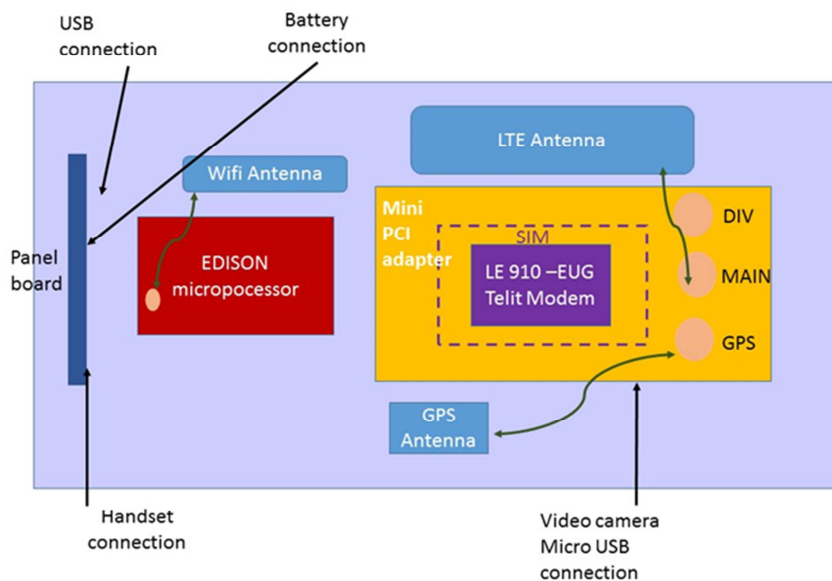 USB
connection
Battery
connection
LTE Antenna
Wifi Antenna
Mini
PCI
adapter
DIV
SIM
Panel
board
EDISON
micropocessor
LE 910 –EUG
Telit Modem
MAIN
GPS
GPS
Antenna
Handset
connection
Video camera
Micro USB
connection